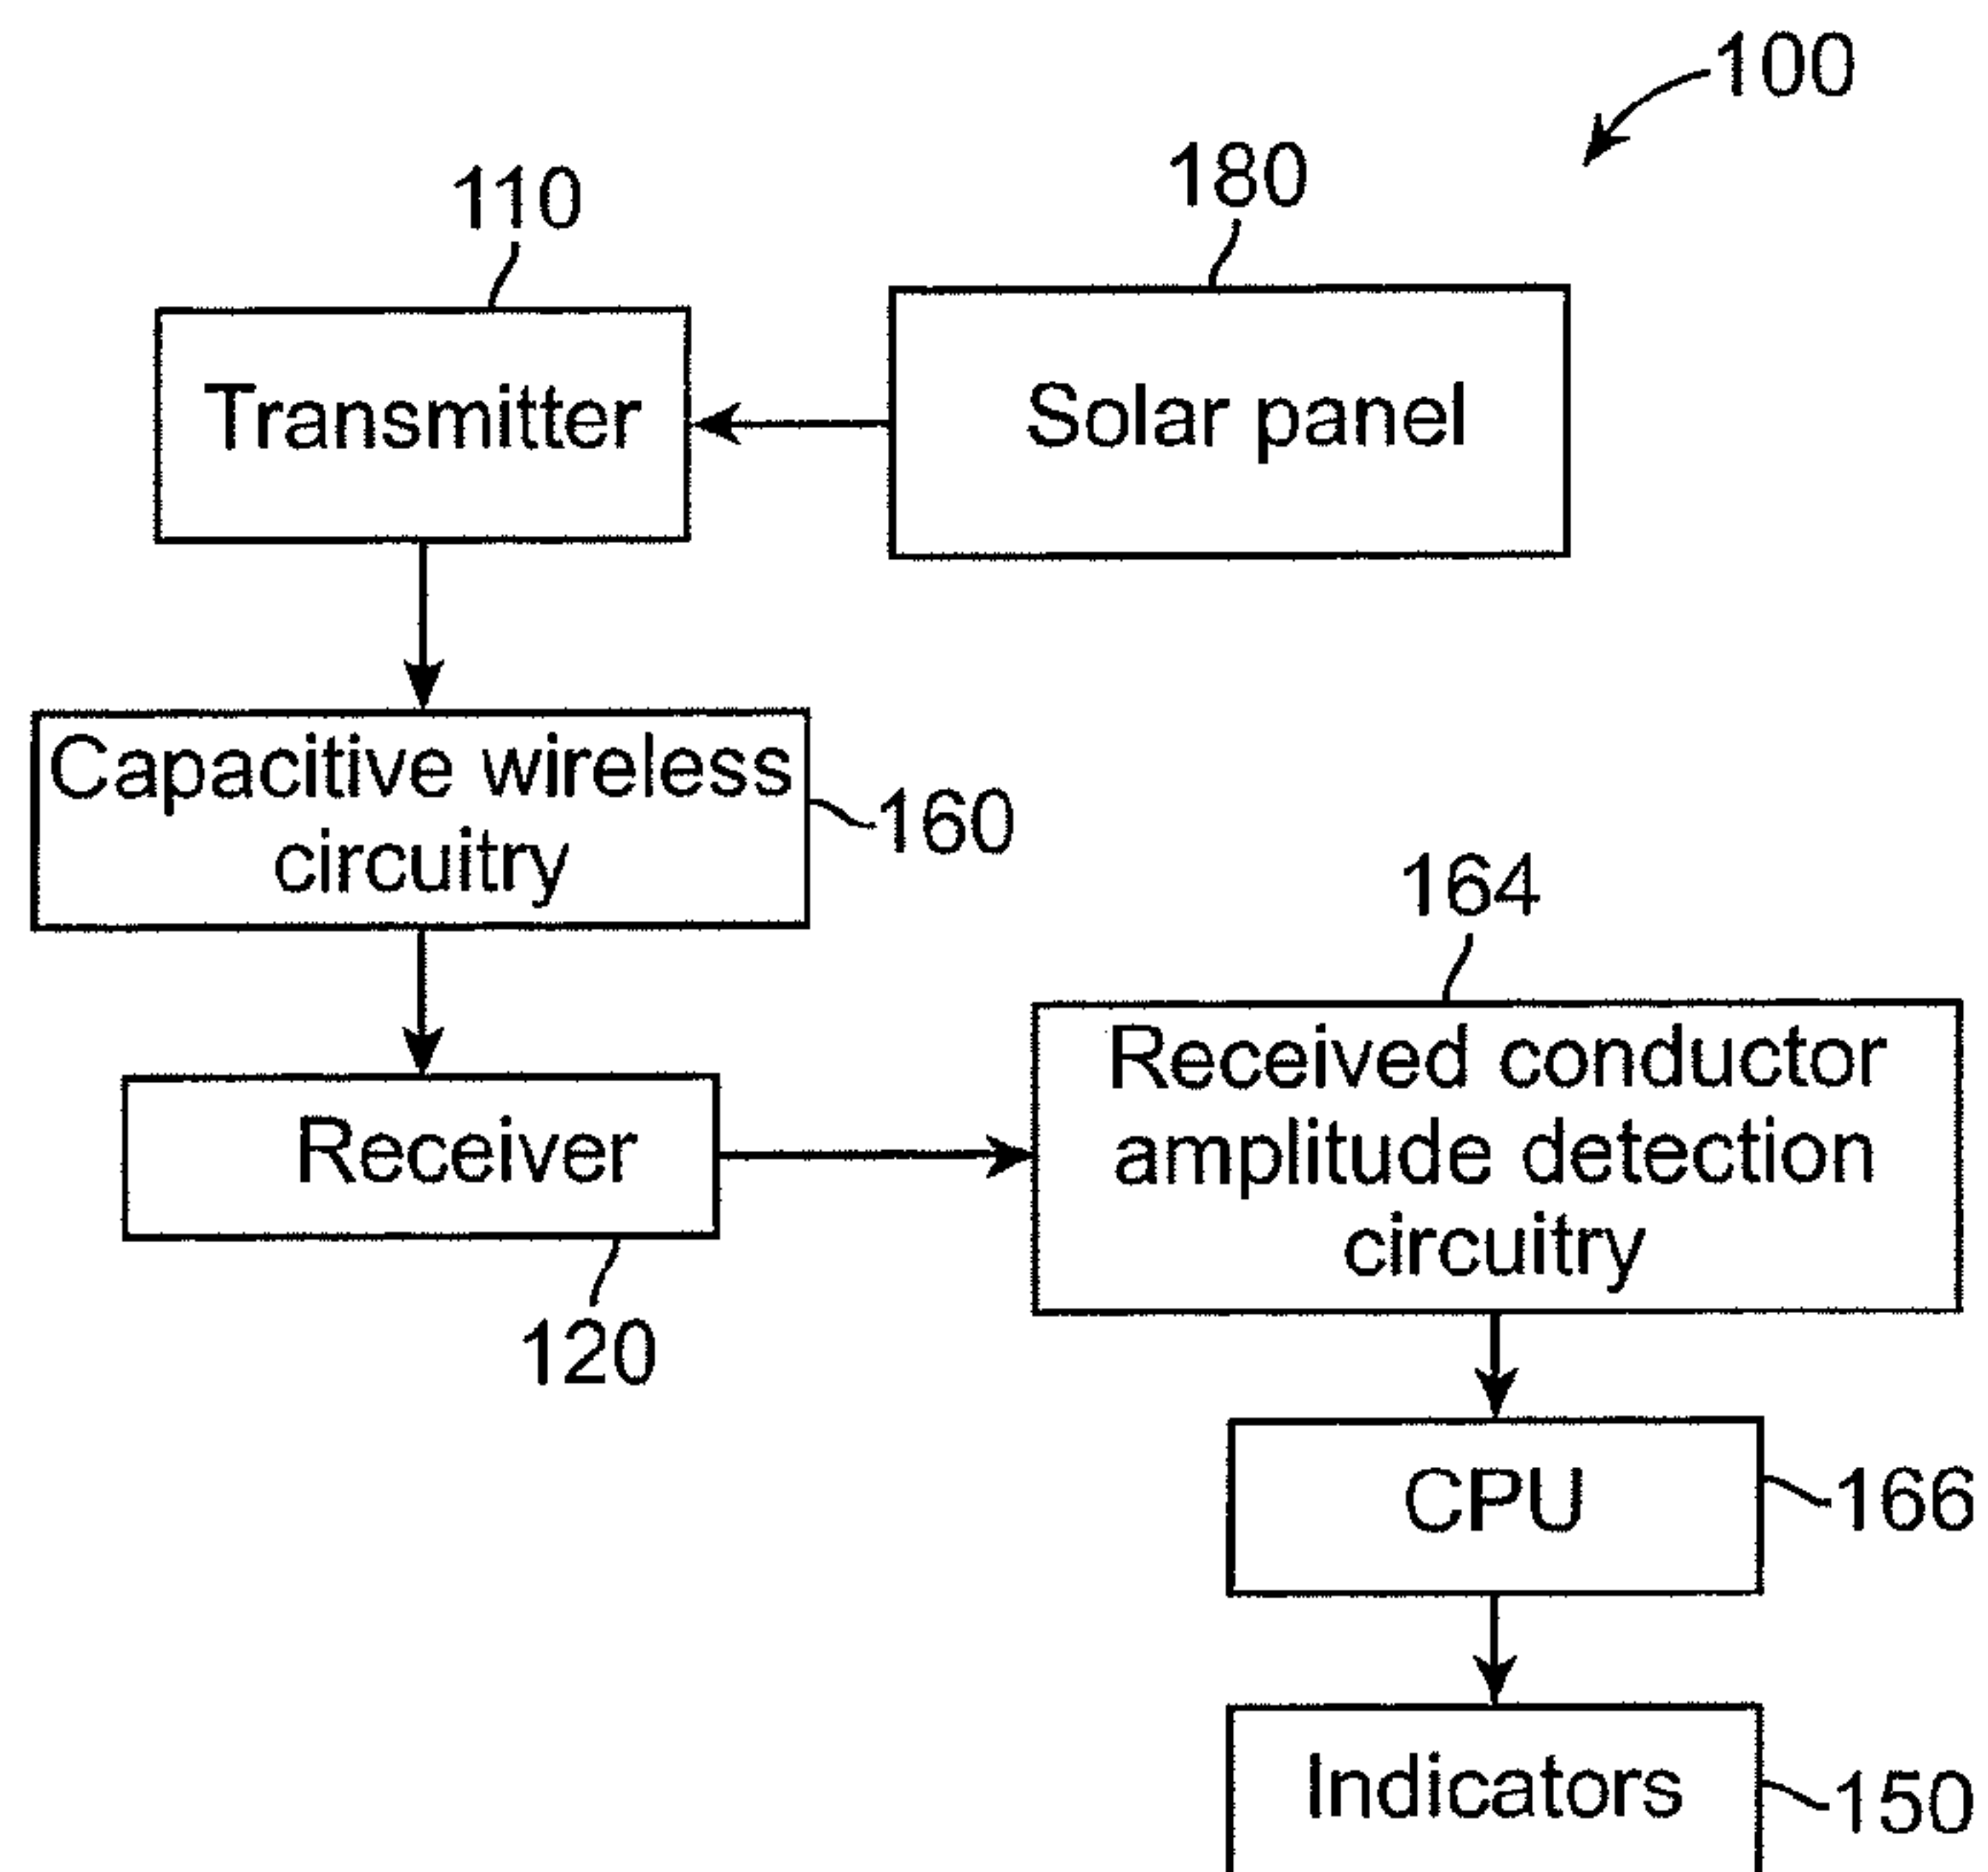 100
110
180
Transmitter
Solar panel
Capacitive wireless
circuitry
160
164
Received conductor
amplitude detection
circuitry
Receiver
120
CPU
166
Indicators
150